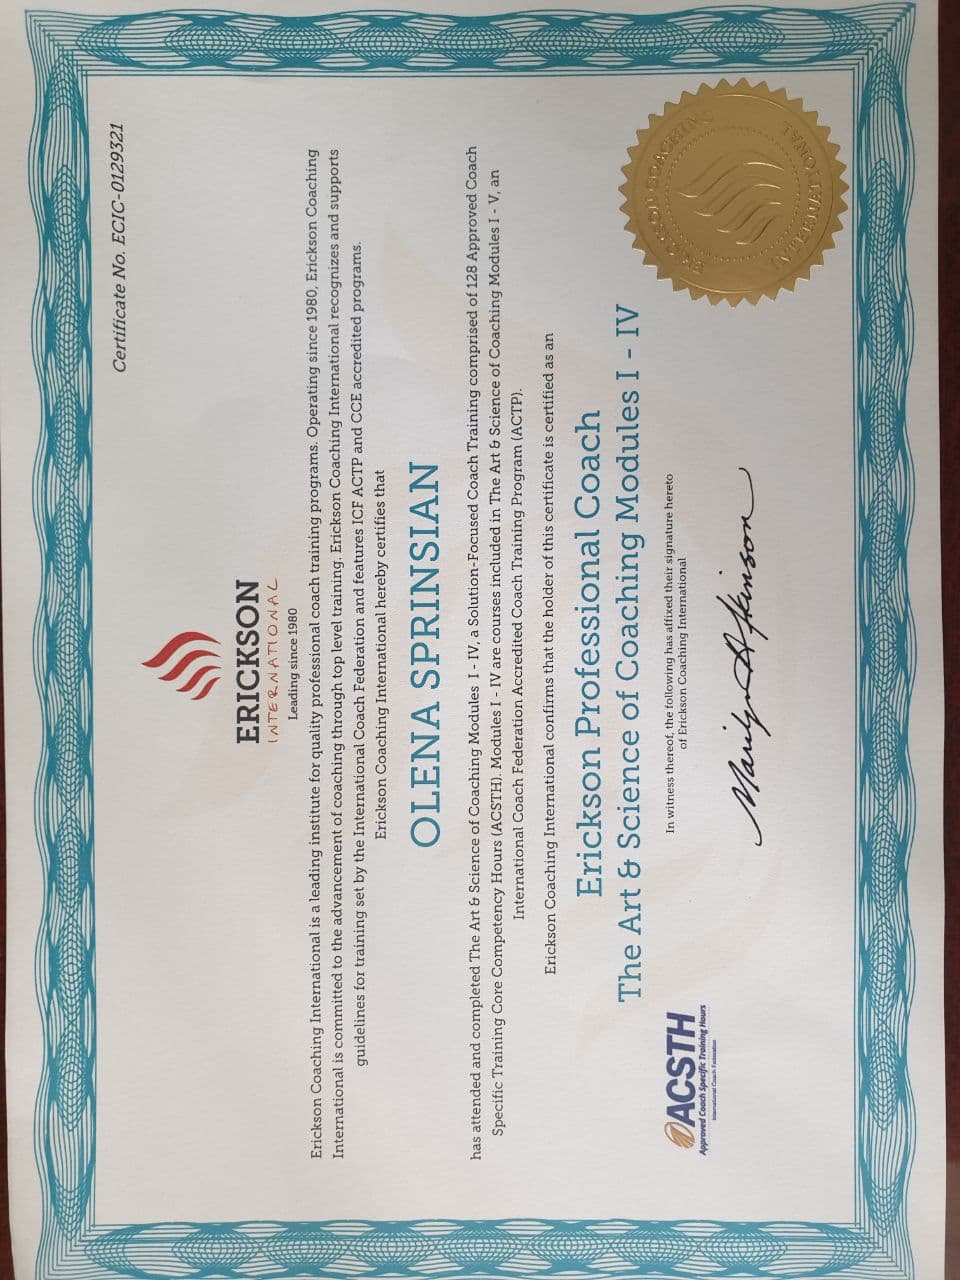 Certificate No. ECIC-0129321
ERICKSON
INTERNATIONAL
Leading since 1980
Erickson Coaching International is a leading institute for quality professional coach training programs. Operating since 1980, Erickson Coaching
International is committed to the advancement of coaching through top level training. Erickson Coaching International recognizes and supports
guidelines for training set by the International Coach Federation and features ICF ACTP and CCE accredited programs.
Erickson Coaching International hereby certifies that
OLENA SPRINSIAN
has attended and completed The Art & Science of Coaching Modules I - IV, a Solution-Focused Coach Training comprised of 128 Approved Coach
Specific Training Core Competency Hours (ACSTH). Modules I - IV are courses included in The Art & Science of Coaching Modules I - V, an
International Coach Federation Accredited Coach Training Program (ACTP).
Erickson Coaching International confirms that the holder of this certificate is certified as an
Erickson Professional Coach
The Art & Science of Coaching Modules I - IV
In witness thereof, the following has affixed their signature hereto
of Erickson Coaching International
Marilyn Atkinson
ACSTH
Approved Coach Specific Training Hours
International Coach Federation
ERICKSON COACHING
INTERNATIONAL